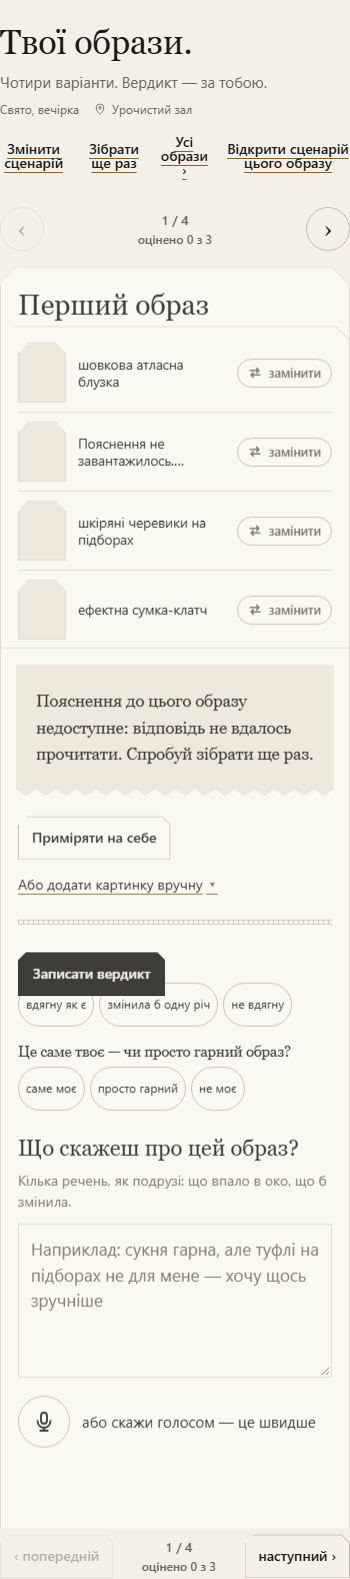 Твої образи.
Чотири варіанти. Вердикт — за тобою.
Свято, вечірка Урочистий зал
Змінити сценарій
Зібрати ще раз
Усі образи ›
Відкрити сценарій цього образу
‹ 1 / 4 ›
оцінено 0 з 3
Перший образ
шовкова атласна блузка
замінити
Пояснення не завантажилось.…
замінити
шкіряні черевики на підборах
замінити
ефектна сумка-клатч
замінити
Пояснення до цього образу
недоступне: відповідь не вдалось
прочитати. Спробуй зібрати ще раз.
Приміряти на себе
Або додати картинку вручну
Записати вердикт
вдягну як є змінила б одну річ не вдягну
Це саме твоє — чи просто гарний образ?
саме моє просто гарний не моє
Що скажеш про цей образ?
Кілька речень, як подрузі: що впало в око, що б
змінила.
Наприклад: сукня гарна, але туфлі на
підборах не для мене — хочу щось
зручніше
або скажи голосом — це швидше
‹ попередній
1 / 4
оцінено 0 з 3
наступний ›